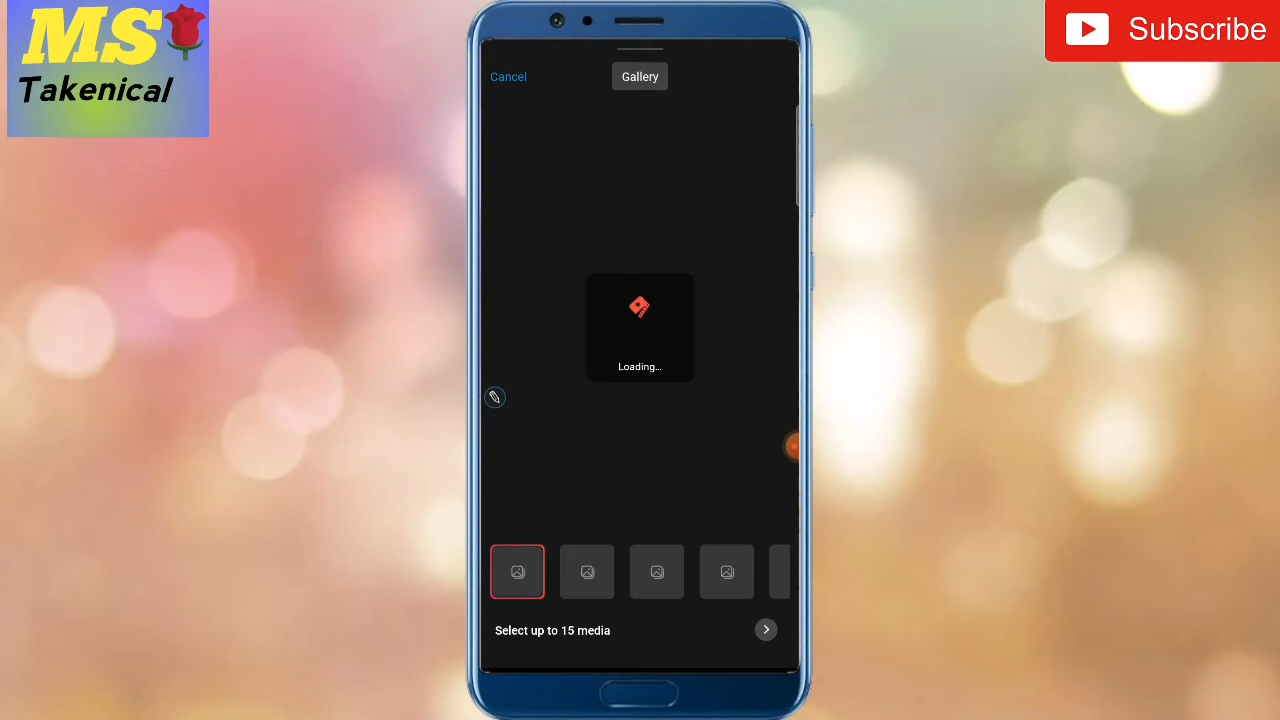 MS
Takenical
Subscribe
Cancel
Gallery
Loading...
Select up to 15 media